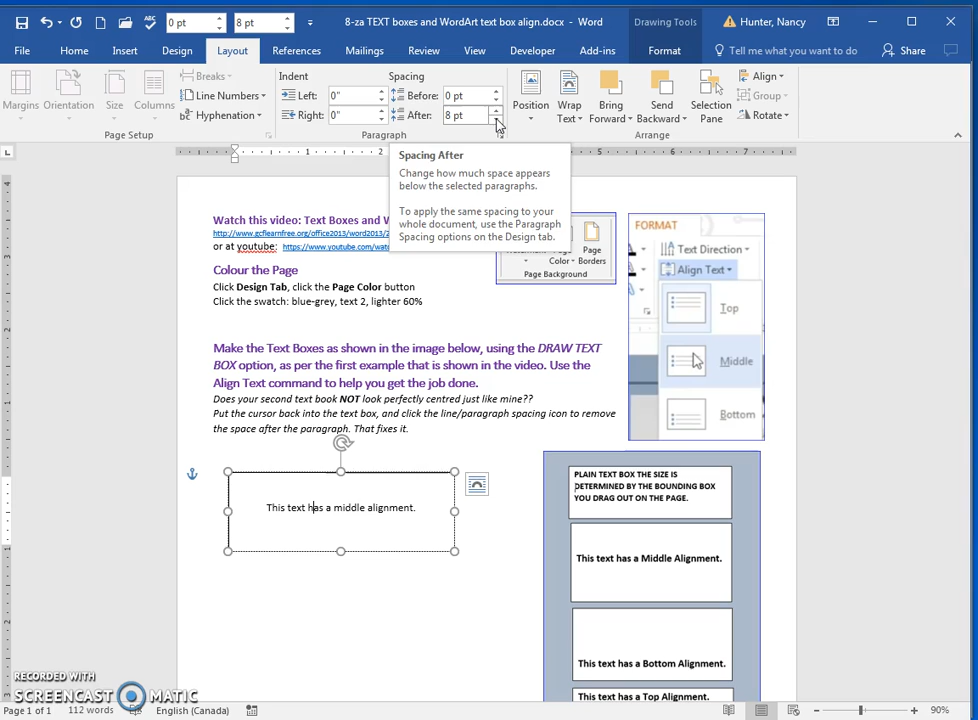 0 pt
8 pt
8-za TEXT boxes and WordArt text box align.docx - Word
Drawing Tools
Hunter, Nancy
File
Home
Insert
Design
Layout
References
Mailings
Review
View
Developer
Add-ins
Format
Tell me what you want to do
Share
Margins
Orientation
Size
Columns
Breaks
Line Numbers
Hyphenation
Page Setup
Indent
Left: 0"
Right: 0"
Spacing
Before: 0 pt
After: 8 pt
Paragraph
Position
Wrap Text
Bring Forward
Send Backward
Selection Pane
Align
Group
Rotate
Arrange
L
1
2
5
6
7
Spacing After
Change how much space appears
below the selected paragraphs.
To apply the same spacing to your
whole document, use the Paragraph
Spacing options on the Design tab.
Watch this video: Text Boxes and W
http://www.gcflearnfree.org/office2013/word2013/2
or at youtube: https://www.youtube.com/watc
Colour the Page
Click Design Tab, click the Page Color button
Click the swatch: blue-grey, text 2, lighter 60%
Page
Color
Page
Borders
Page Background
FORMAT
Text Direction
Align Text
Top
Middle
Bottom
Make the Text Boxes as shown in the image below, using the DRAW TEXT
BOX option, as per the first example that is shown in the video. Use the
Align Text command to help you get the job done.
Does your second text book NOT look perfectly centred just like mine??
Put the cursor back into the text box, and click the line/paragraph spacing icon to remove
the space after the paragraph. That fixes it.
This text has a middle alignment.
PLAIN TEXT BOX THE SIZE IS
DETERMINED BY THE BOUNDING BOX
YOU DRAG OUT ON THE PAGE.
This text has a Middle Alignment.
This text has a Bottom Alignment.
This text has a Top Alignment.
RECORDED WITH
SCREENCAST MATIC
Page 1 of 1
112 words
English (Canada)
90%